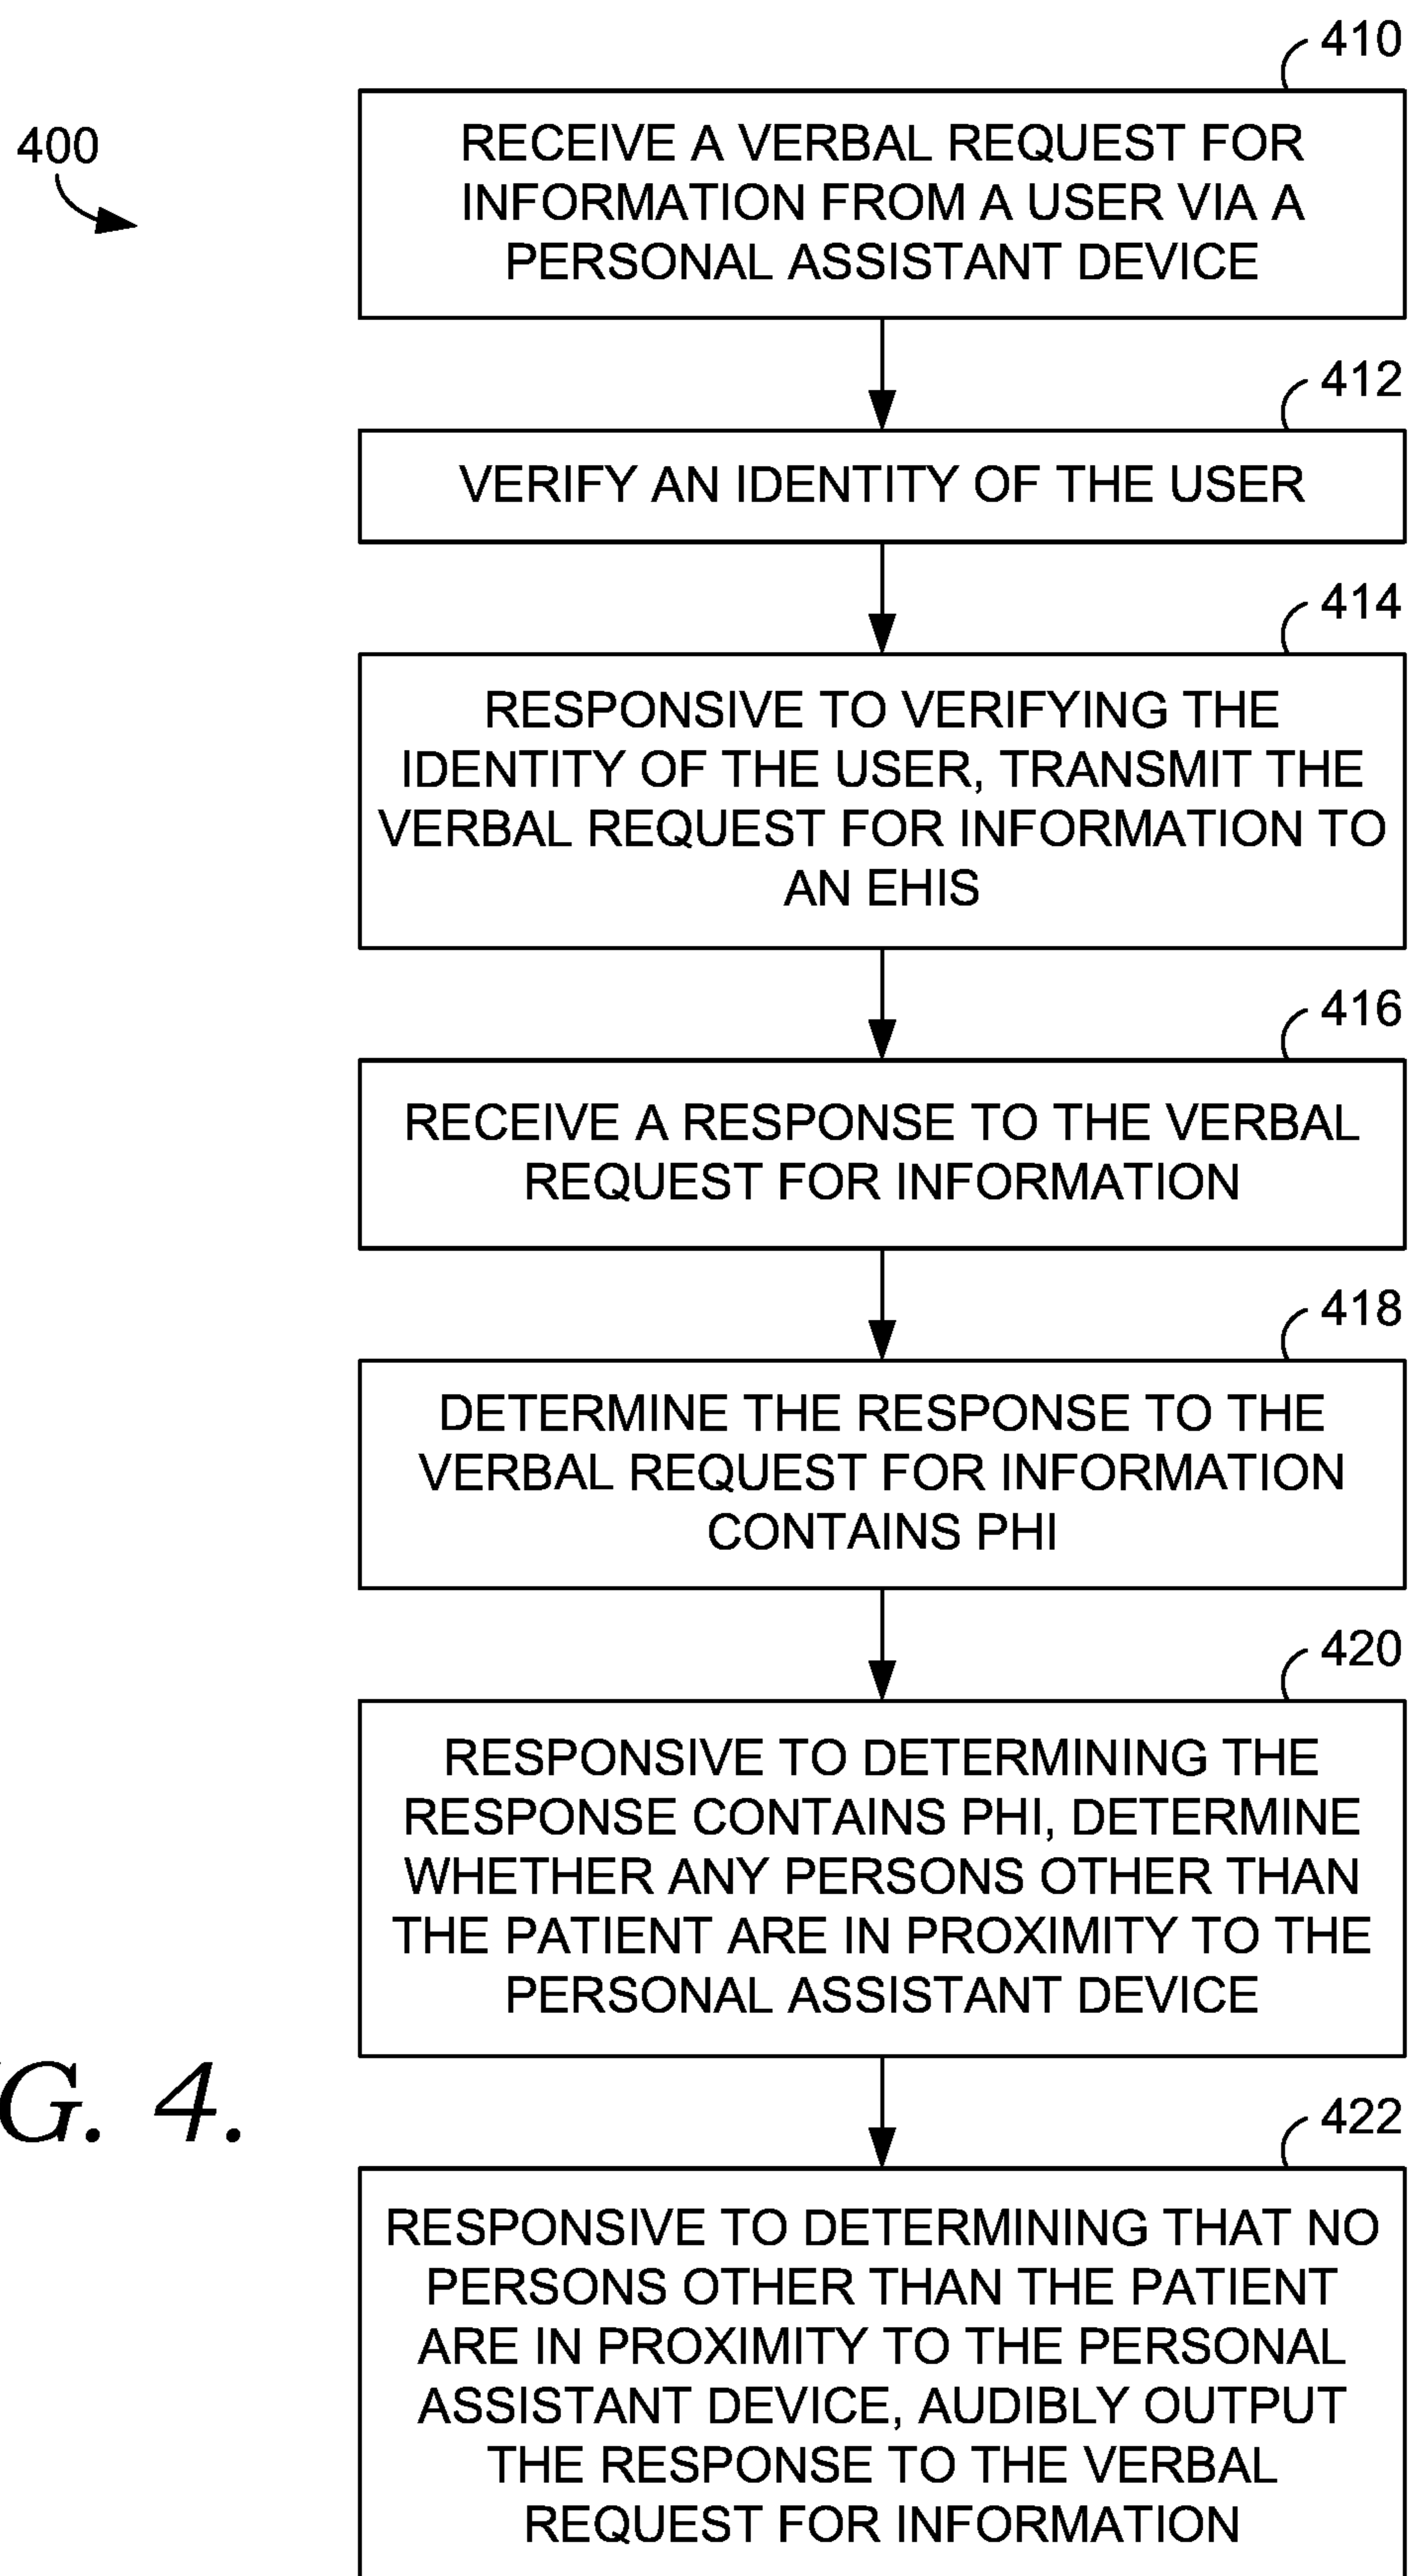 410
400
RECEIVE A VERBAL REQUEST FOR
INFORMATION FROM A USER VIA A
PERSONAL ASSISTANT DEVICE
412
VERIFY AN IDENTITY OF THE USER
414
RESPONSIVE TO VERIFYING THE
IDENTITY OF THE USER, TRANSMIT THE
VERBAL REQUEST FOR INFORMATION TO
AN EHIS
416
RECEIVE A RESPONSE TO THE VERBAL
REQUEST FOR INFORMATION
418
DETERMINE THE RESPONSE TO THE
VERBAL REQUEST FOR INFORMATION
CONTAINS PHI
420
RESPONSIVE TO DETERMINING THE
RESPONSE CONTAINS PHI, DETERMINE
WHETHER ANY PERSONS OTHER THAN
THE PATIENT ARE IN PROXIMITY TO THE
PERSONAL ASSISTANT DEVICE
G. 4.
422
RESPONSIVE TO DETERMINING THAT NO
PERSONS OTHER THAN THE PATIENT
ARE IN PROXIMITY TO THE PERSONAL
ASSISTANT DEVICE, AUDIBLY OUTPUT
THE RESPONSE TO THE VERBAL
REQUEST FOR INFORMATION